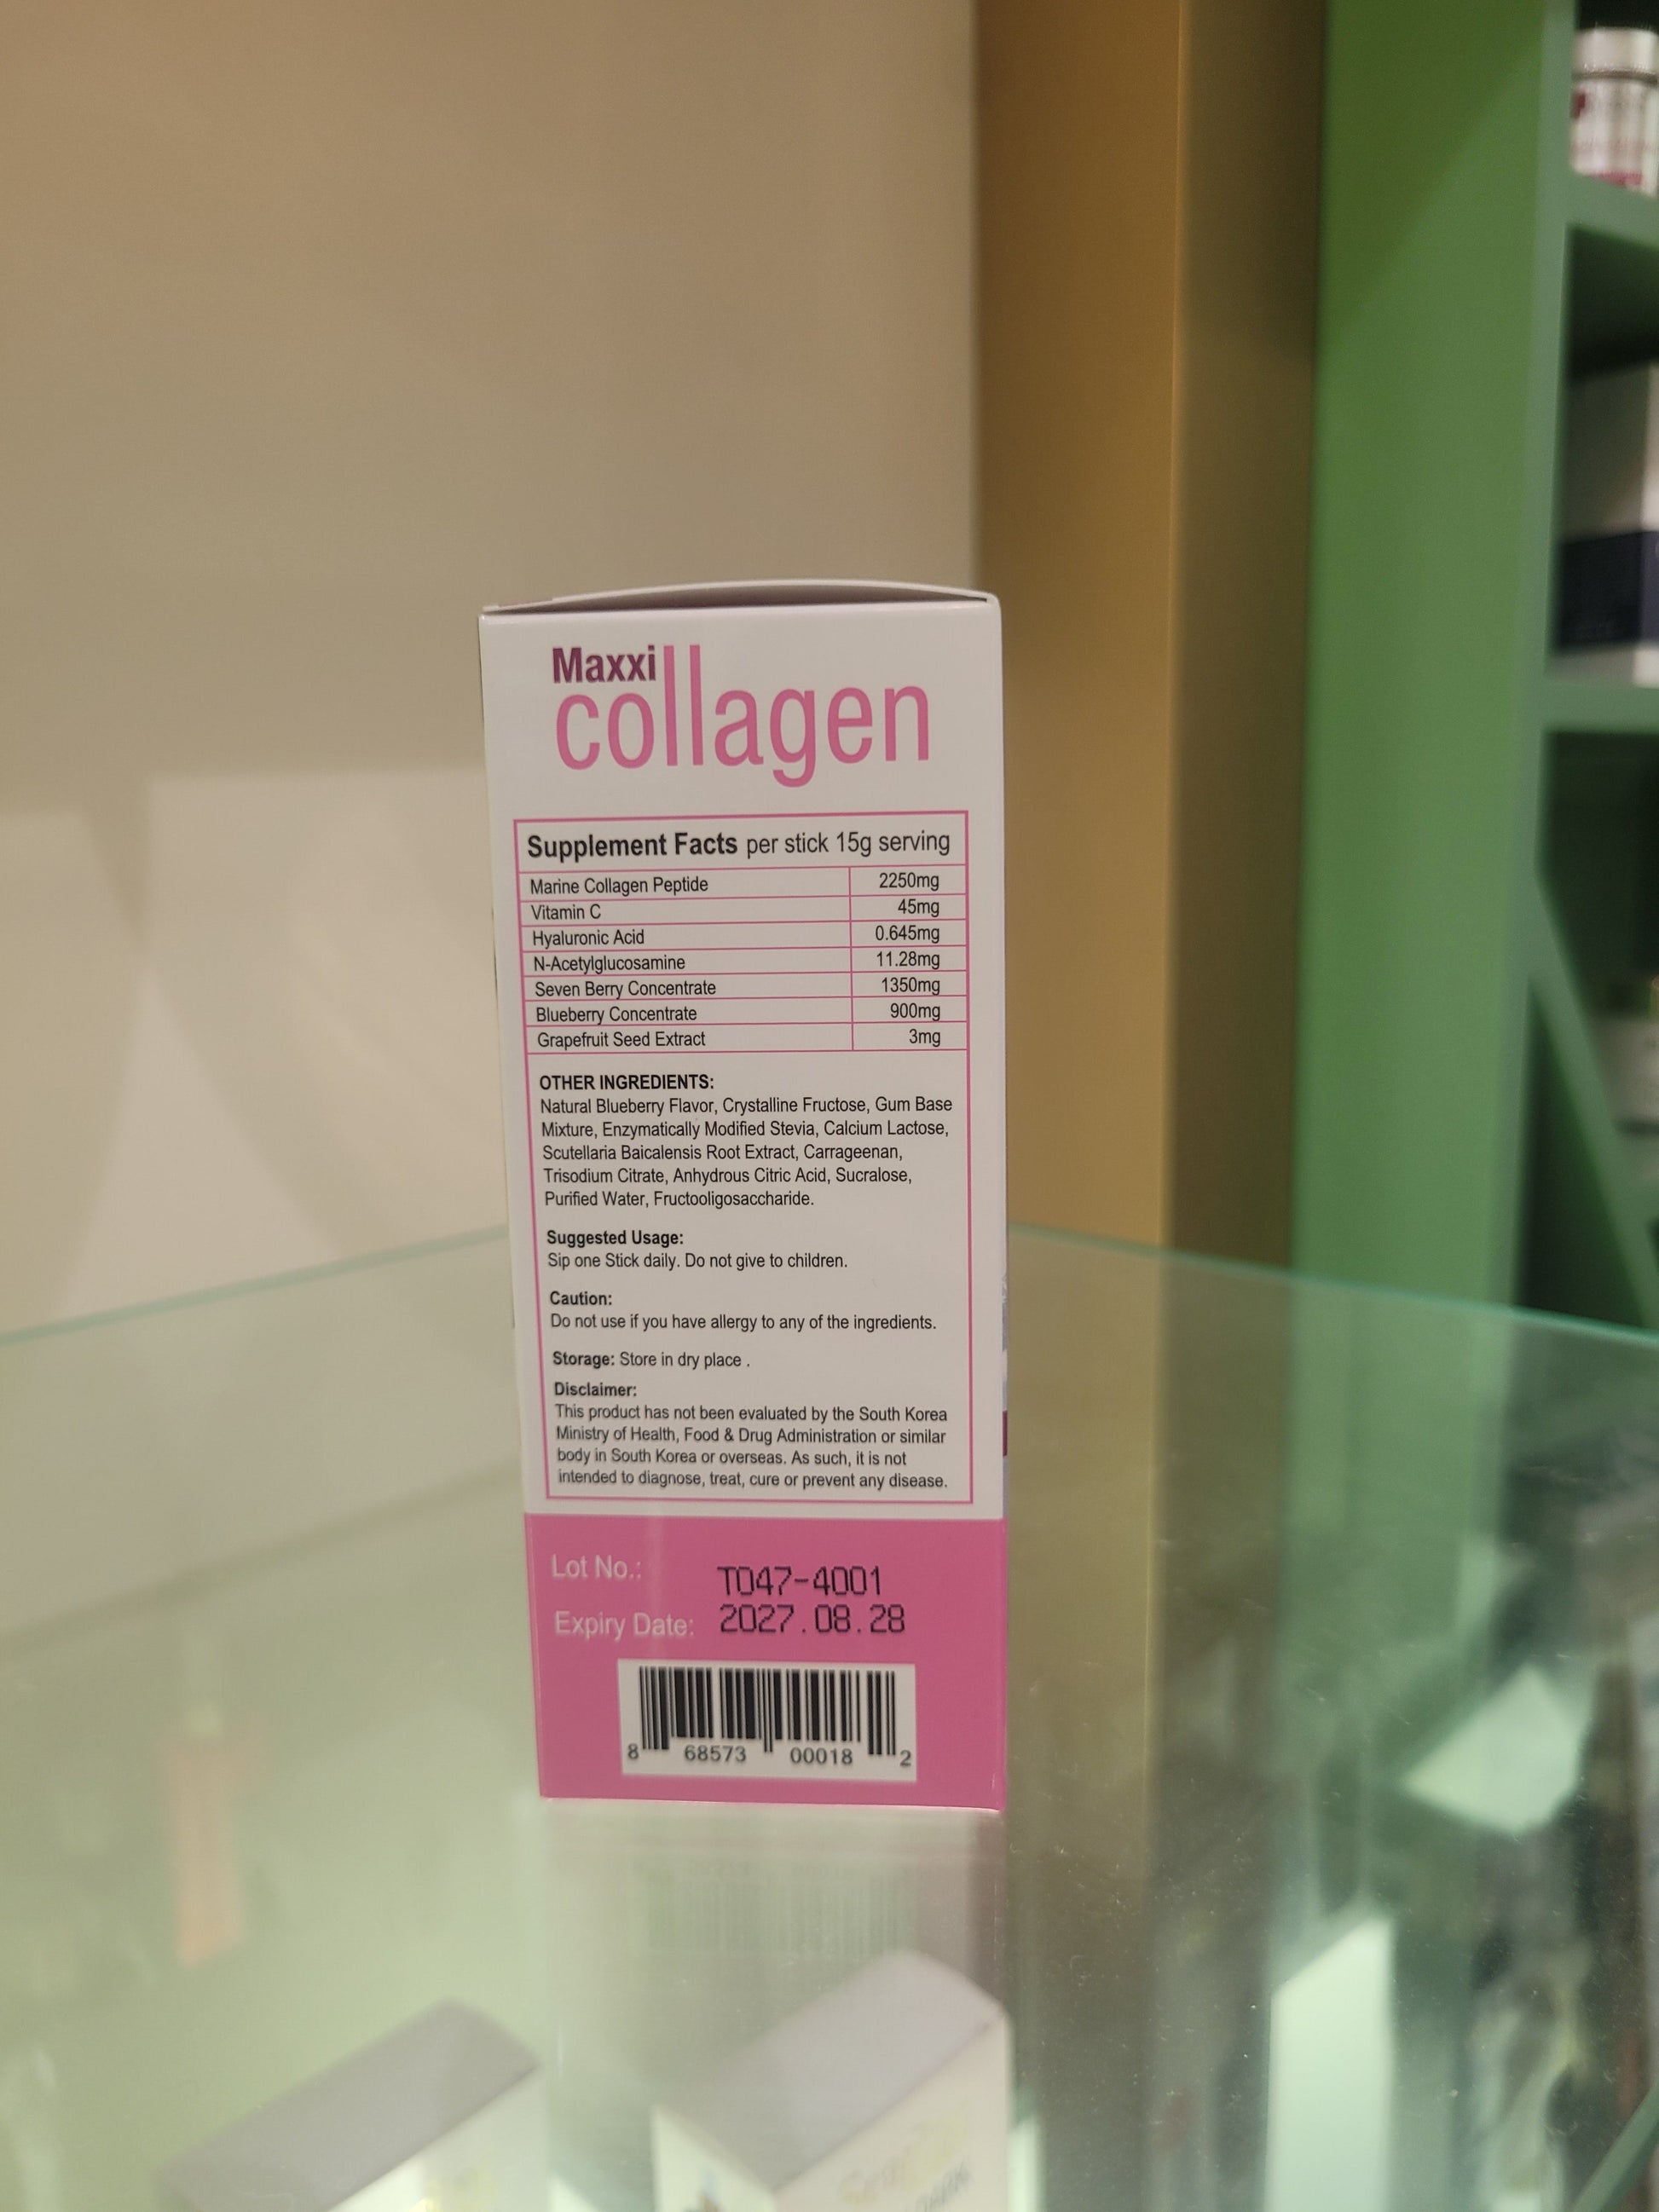 Maxxi
collagen
Supplement Facts per stick 15g serving
Marine Collagen Peptide 2250mg
Vitamin C 45mg
Hyaluronic Acid 0.645mg
N-Acetylglucosamine 11.28mg
Seven Berry Concentrate 1350mg
Blueberry Concentrate 900mg
Grapefruit Seed Extract 3mg
OTHER INGREDIENTS:
Natural Blueberry Flavor, Crystalline Fructose, Gum Base
Mixture, Enzymatically Modified Stevia, Calcium Lactose,
Scutellaria Baicalensis Root Extract, Carrageenan,
Trisodium Citrate, Anhydrous Citric Acid, Sucralose,
Purified Water, Fructooligosaccharide.
Suggested Usage:
Sip one Stick daily. Do not give to children.
Caution:
Do not use if you have allergy to any of the ingredients.
Storage: Store in dry place .
Disclaimer:
This product has not been evaluated by the South Korea
Ministry of Health, Food & Drug Administration or similar
body in South Korea or overseas. As such, it is not
intended to diagnose, treat, cure or prevent any disease.
Lot No.: T047-4001
Expiry Date: 2027.08.28
8 68573 00018 2